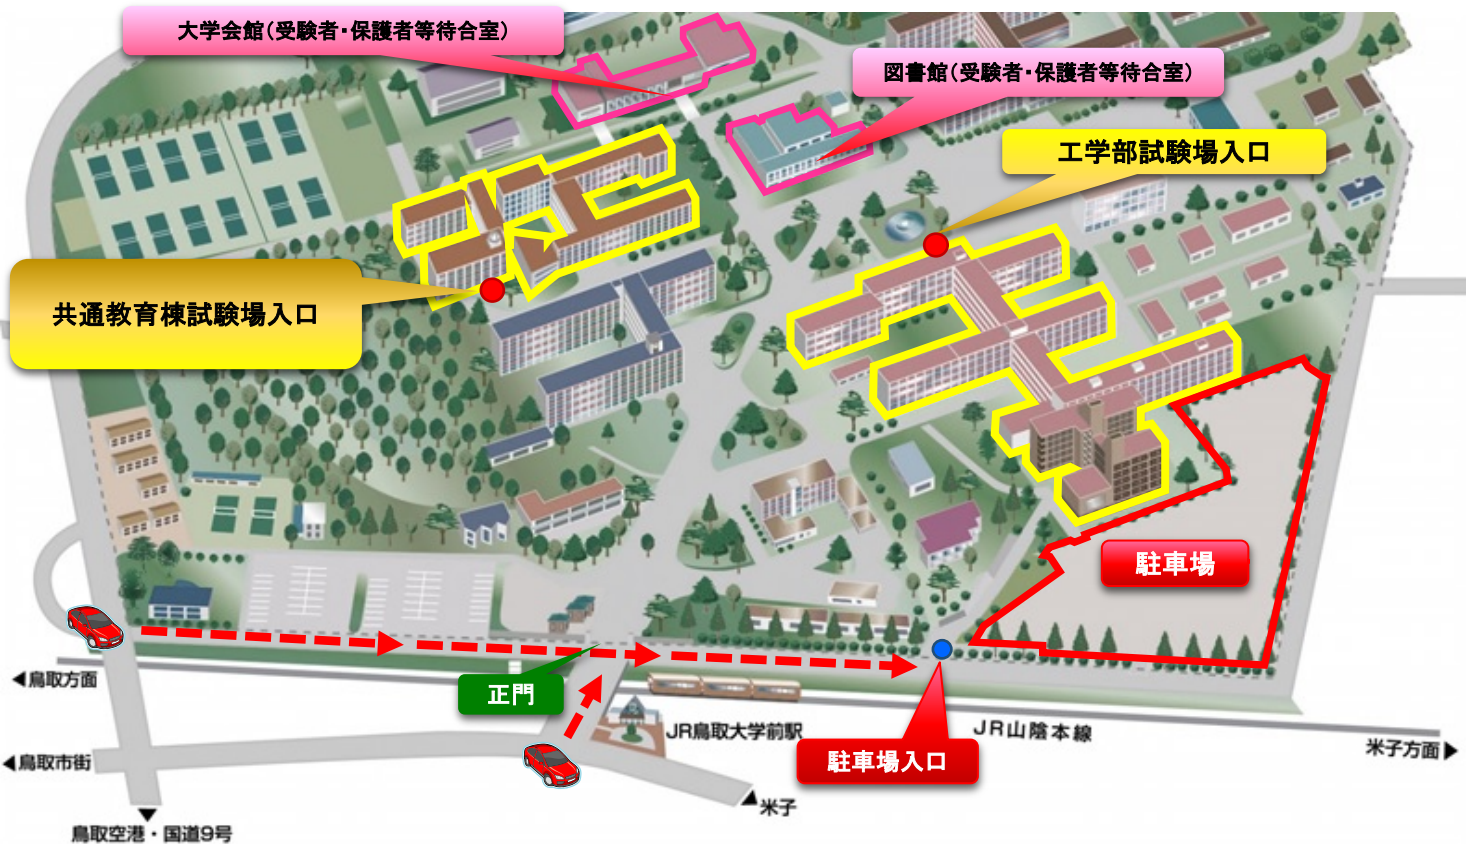 大学会館（受験者・保護者等待合室）
図書館（受験者・保護者等待合室）
工学部試験場入口
共通教育棟試験場入口
駐車場
正門
鳥取方面
JR鳥取大学前駅
JR山陰本線
米子方面
駐車場入口
鳥取市街
米子
鳥取空港・国道9号